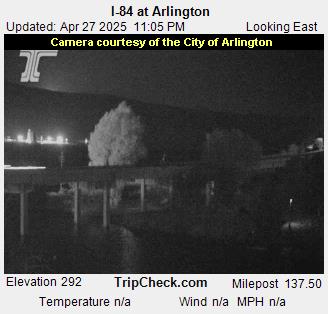 I-84 at Arlington
Updated: Apr 27 2025 11:05 PM Looking East
Camera courtesy of the City of Arlington
Elevation 292 TripCheck.com Milepost 137.50
Temperature n/a Wind n/a MPH n/a